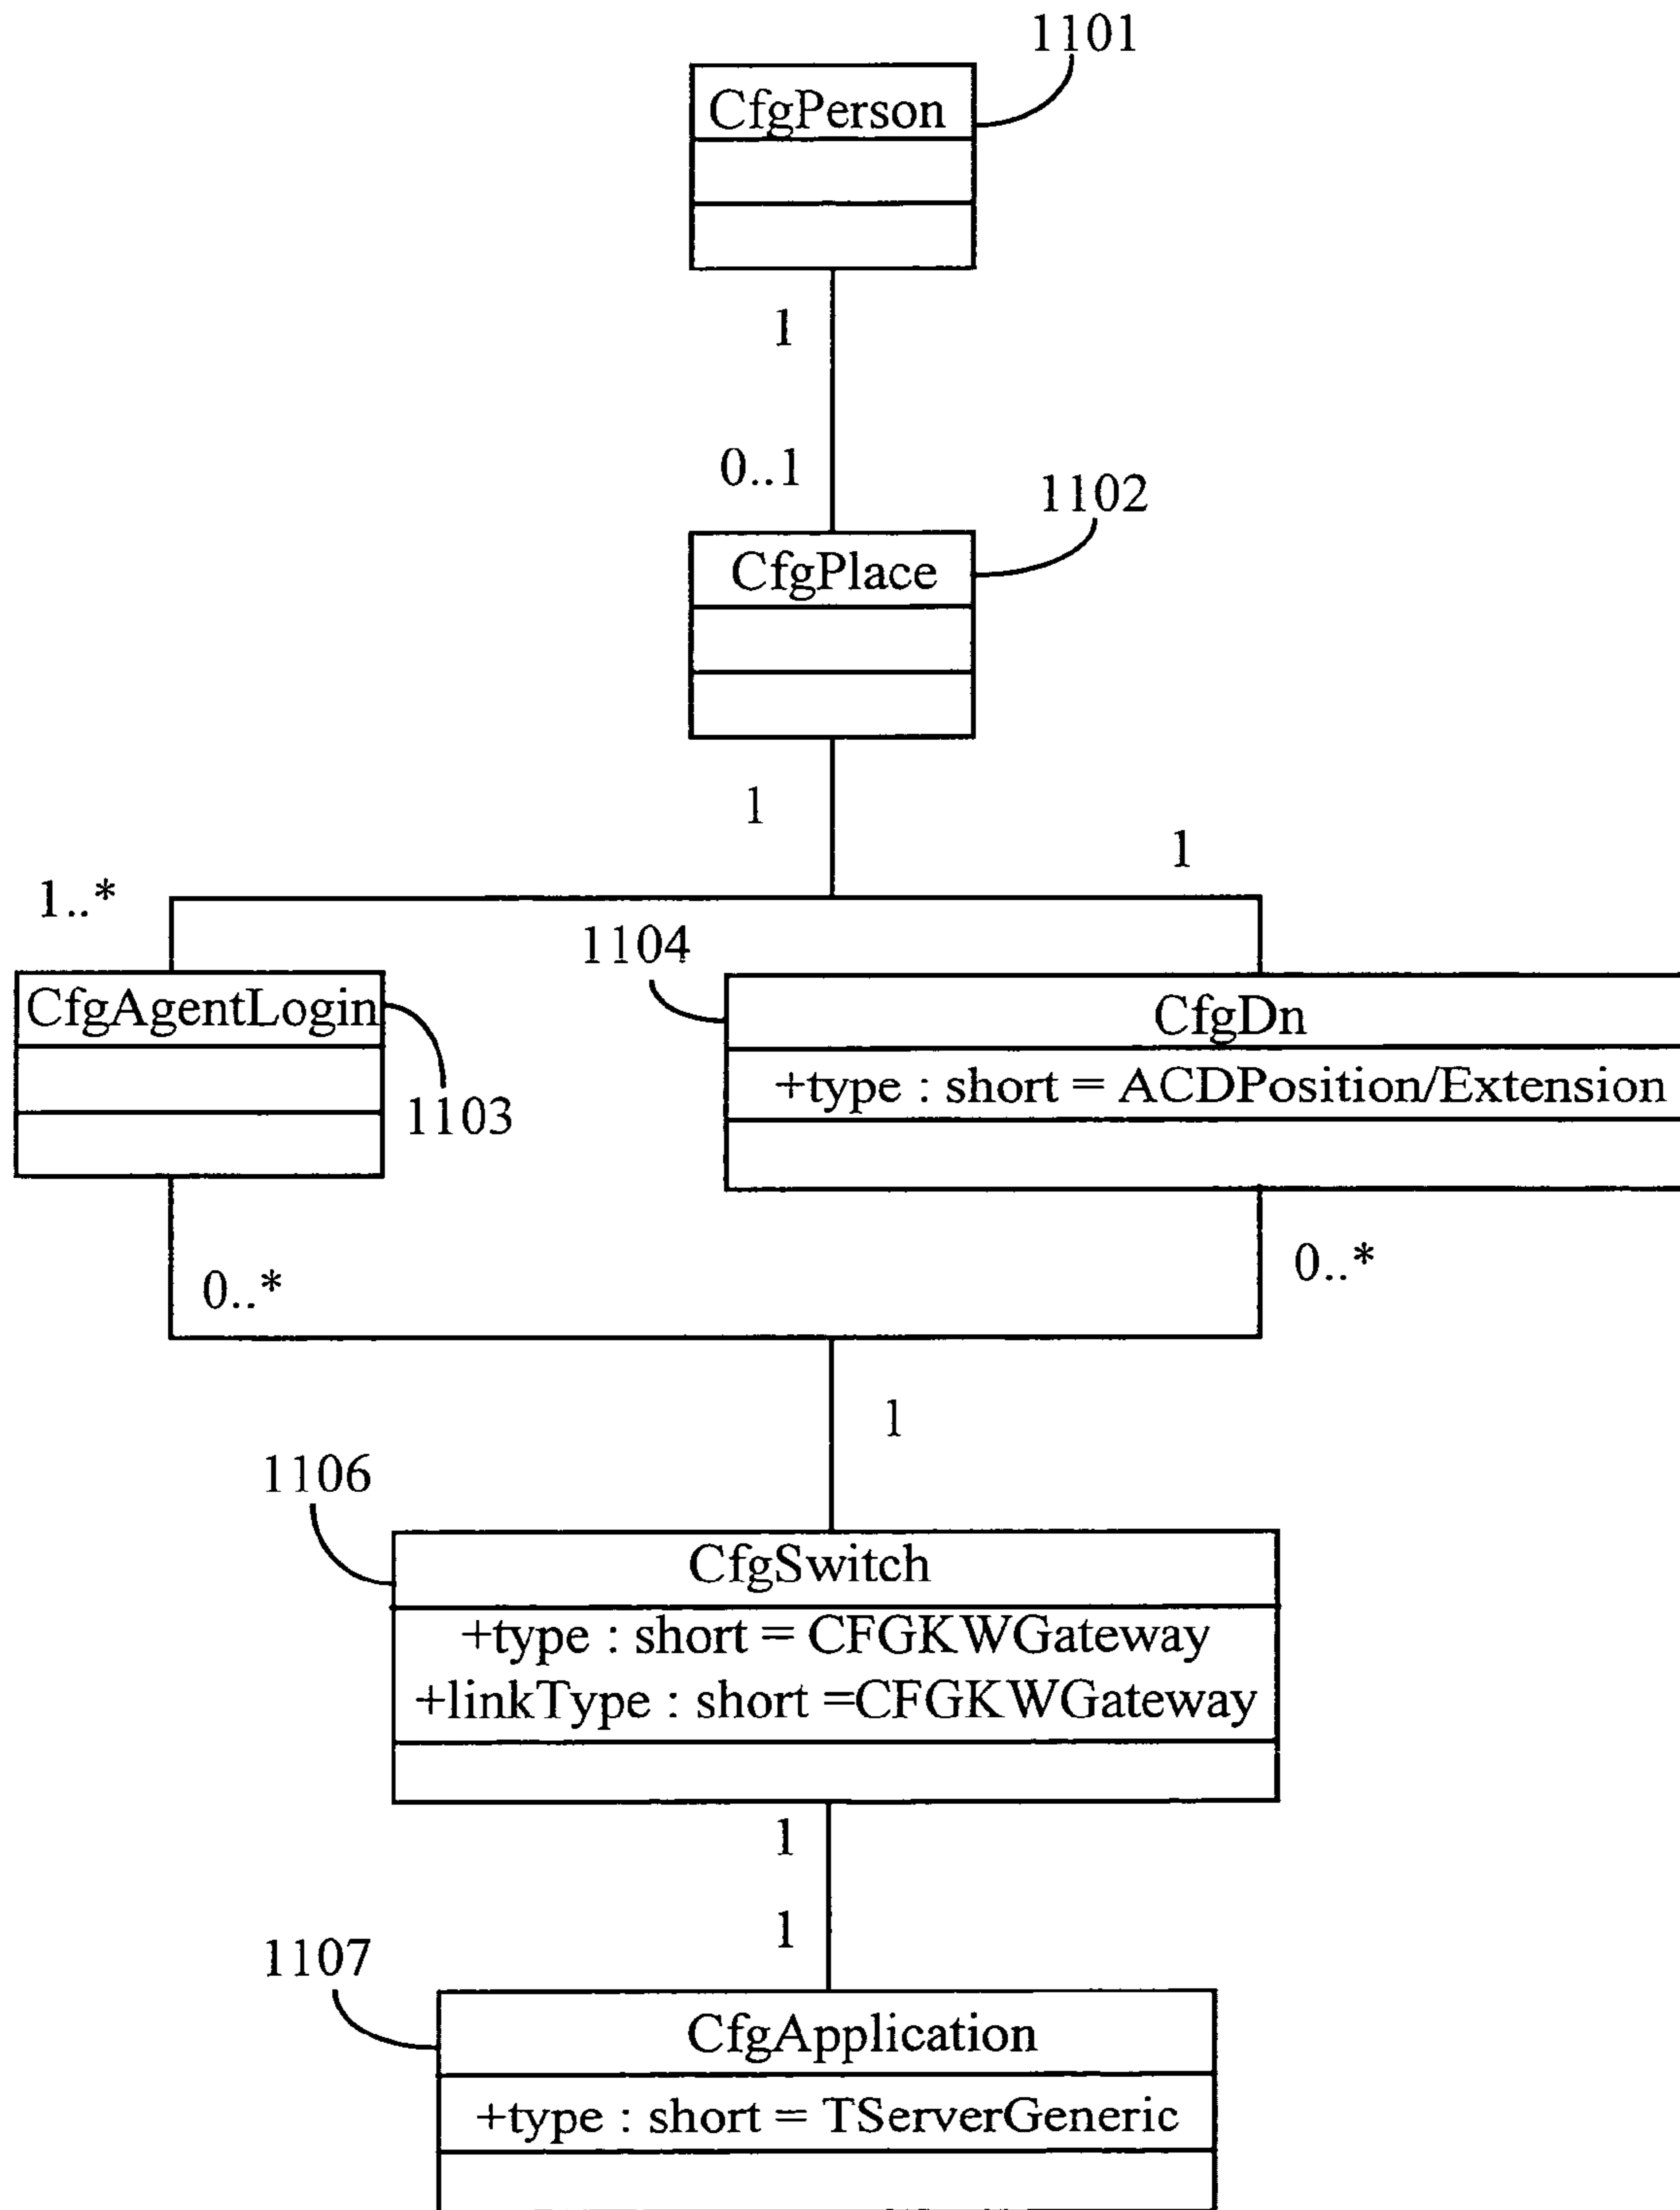 1101
CfgPerson
1
0..1
1102
CfgPlace
1
1
1..*
1104
CfgAgentLogin
CfgDn
+type : short = ACDPosition/Extension
1103
0..*
0..*
1
1106
CfgSwitch
+type : short = CFGKWGateway
+linkType : short =CFGKWGateway
1
1
1107
CfgApplication
+type : short = TServerGeneric